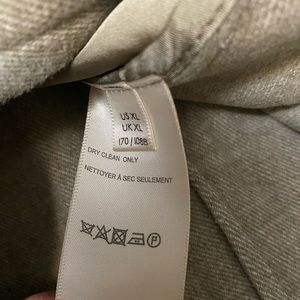 US XL
UK XL
170 / 108B
DRY CLEAN ONLY
NETTOYER À SEC SEULEMENT
P